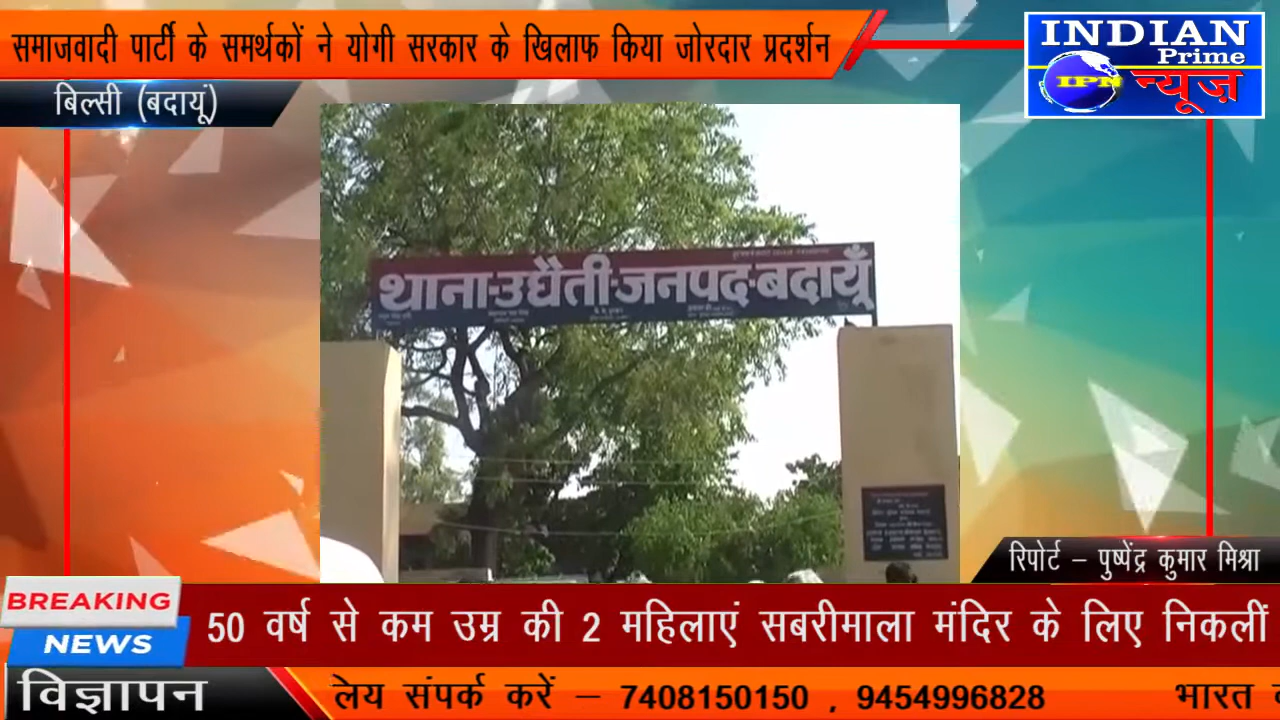 समाजवादी पार्टी के समर्थकों ने योगी सरकार के खिलाफ किया जोरदार प्रदर्शन
INDIAN
Prime
IPN न्यूज़
बिल्सी (बदायूं)
थाना-उघैती-जनपद-बदायूँ
रिपोर्ट – पुष्पेंद्र कुमार मिश्रा
BREAKING
NEWS
50 वर्ष से कम उम्र की 2 महिलाएं सबरीमाला मंदिर के लिए निकलीं
विज्ञापन
लिय संपर्क करें – 7408150150 , 9454996828 भारत